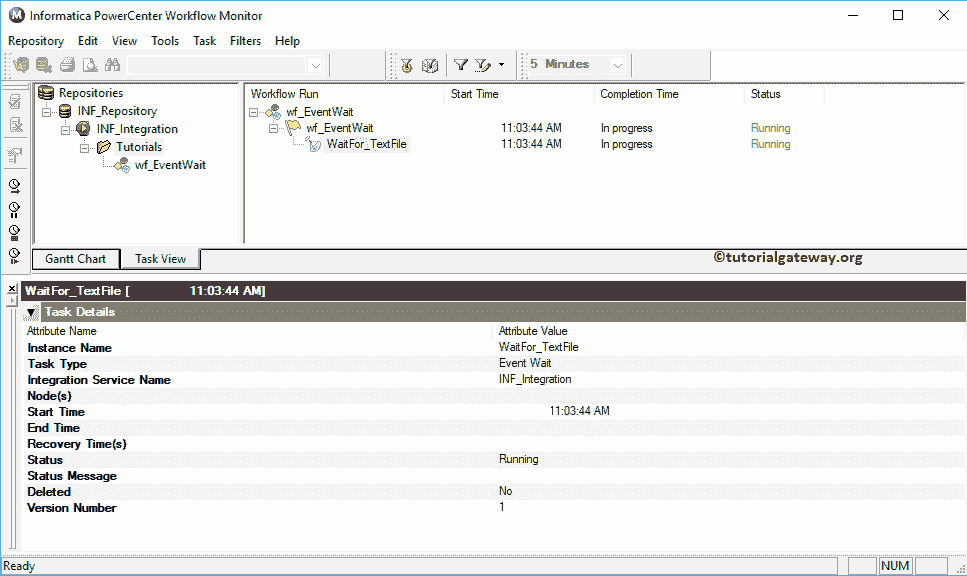 Informatica PowerCenter Workflow Monitor
Repository Edit View Tools Task Filters Help
5 Minutes
Repositories
INF_Repository
INF_Integration
Tutorials
wf_EventWait
Workflow Run Start Time Completion Time Status
wf_EventWait
wf_EventWait 11:03:44 AM In progress Running
WaitFor_TextFile 11:03:44 AM In progress Running
Gantt Chart Task View
©tutorialgateway.org
WaitFor_TextFile [ 11:03:44 AM]
Task Details
Attribute Name Attribute Value
Instance Name WaitFor_TextFile
Task Type Event Wait
Integration Service Name INF_Integration
Node(s)
Start Time 11:03:44 AM
End Time
Recovery Time(s)
Status Running
Status Message
Deleted No
Version Number 1
Ready NUM